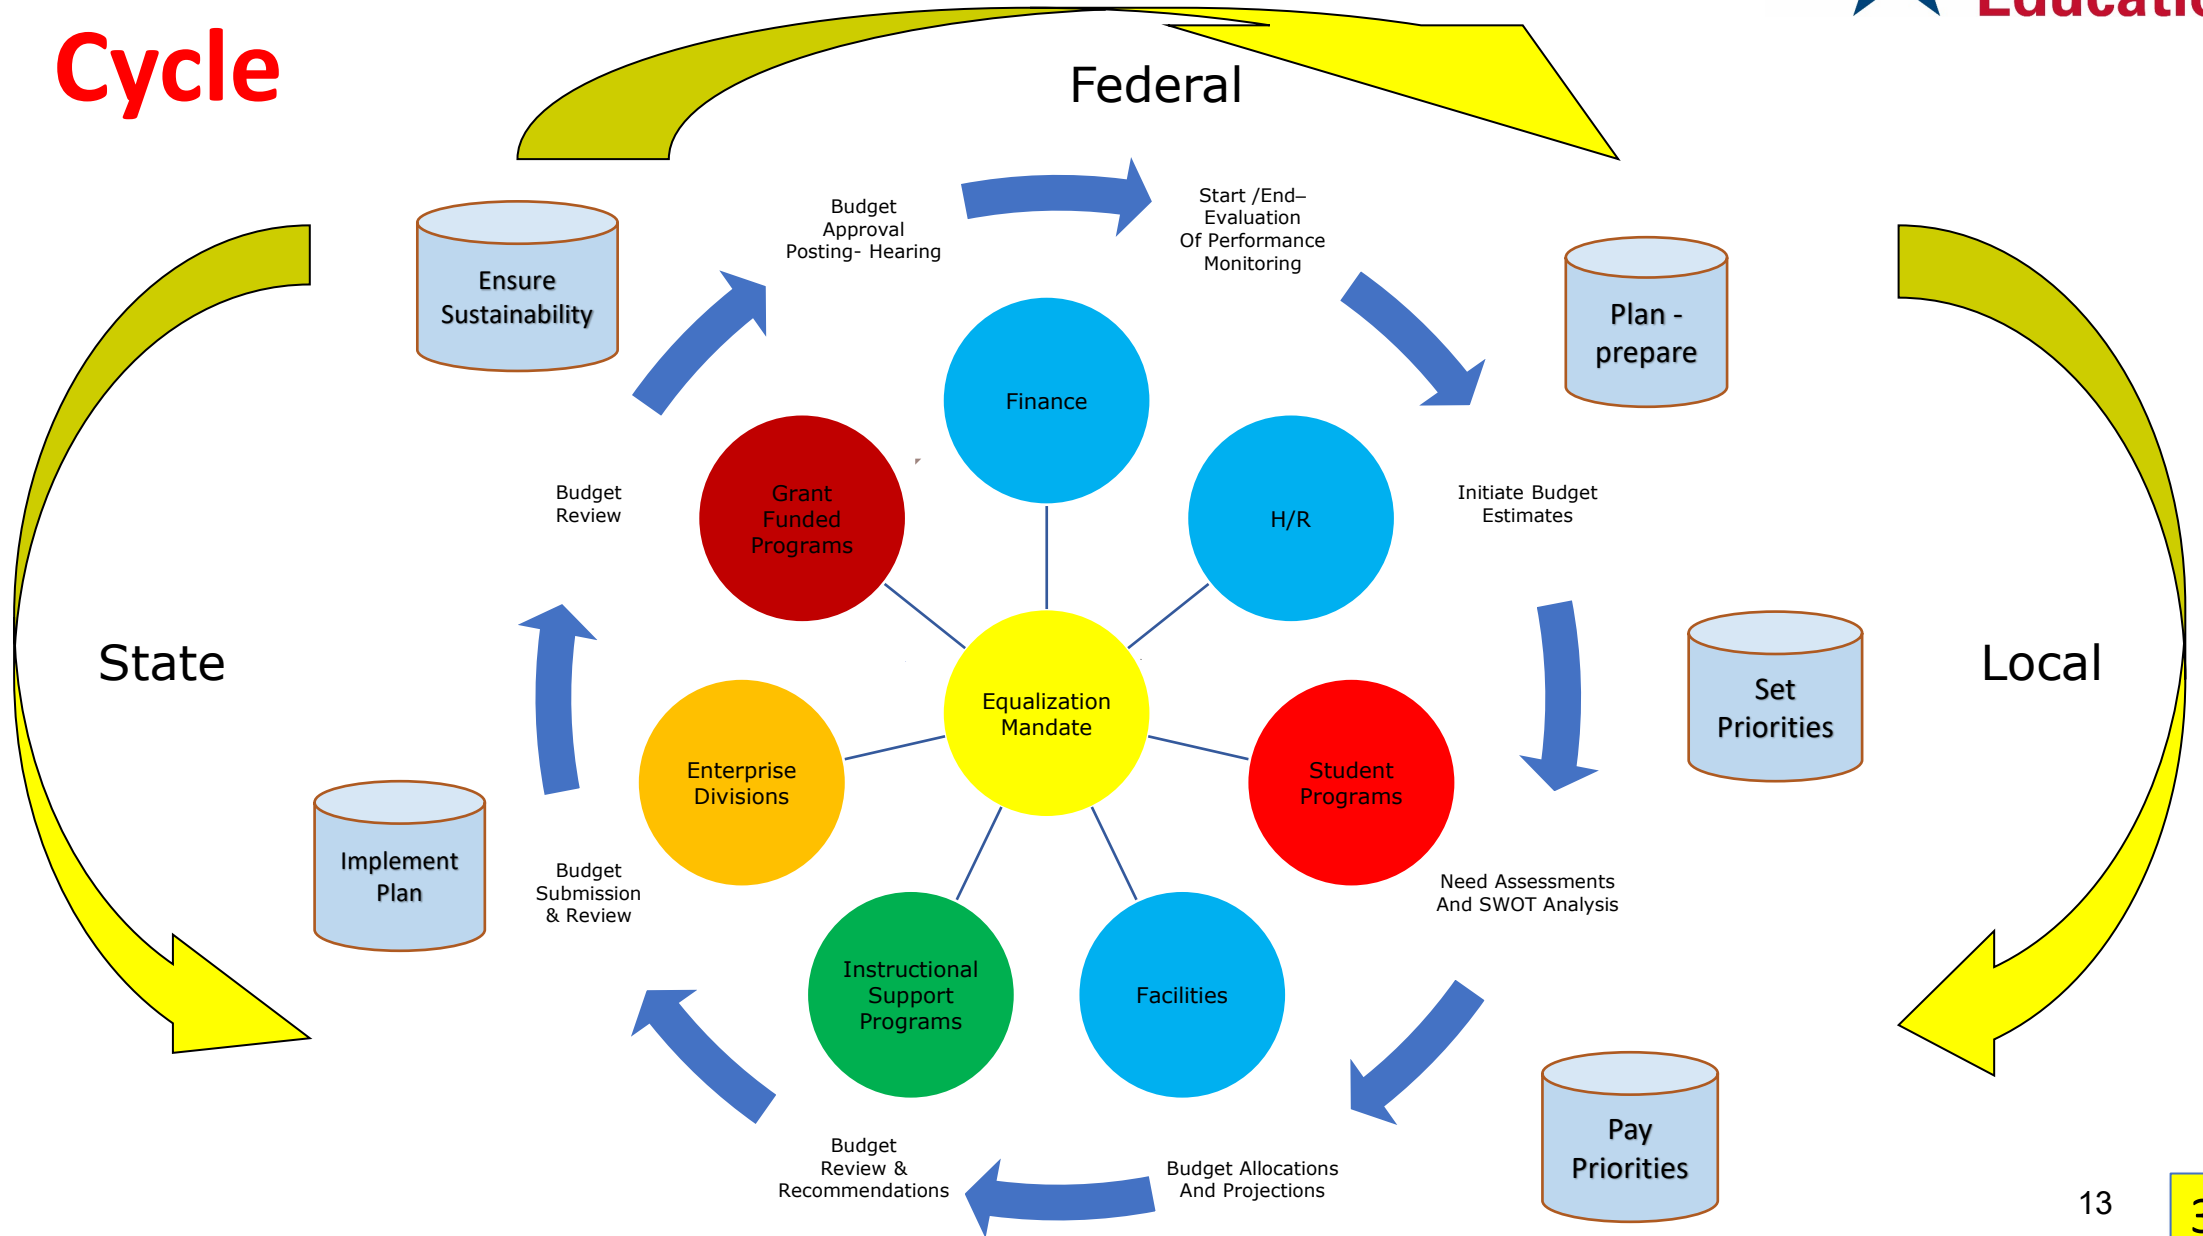 Cycle
Federal
Budget
Approval
Posting- Hearing
Start /End–
Evaluation
Of Performance
Monitoring
Ensure
Sustainability
Plan -
prepare
Finance
Grant
Funded
Programs
H/R
Budget
Review
Initiate Budget
Estimates
State
Local
Equalization
Mandate
Set
Priorities
Enterprise
Divisions
Student
Programs
Implement
Plan
Budget
Submission
& Review
Need Assessments
And SWOT Analysis
Instructional
Support
Programs
Facilities
Pay
Priorities
Budget
Review &
Recommendations
Budget Allocations
And Projections
13